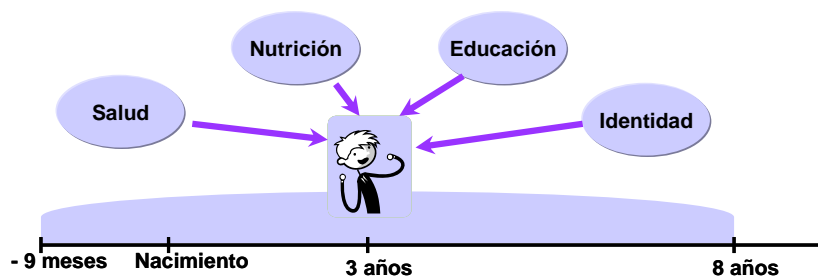 Nutrición
Educación
Salud
Identidad
- 9 meses
Nacimiento
3 años
8 años